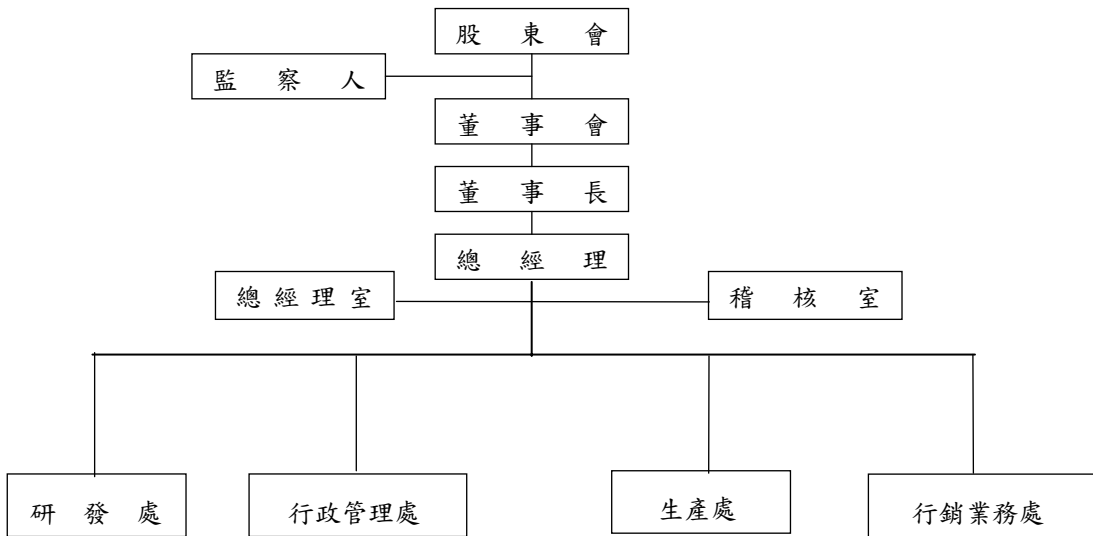 股東會
監察人
董事會
董事長
總經理
總經理室
稽核室
研發處
行政管理處
生產處
行銷業務處